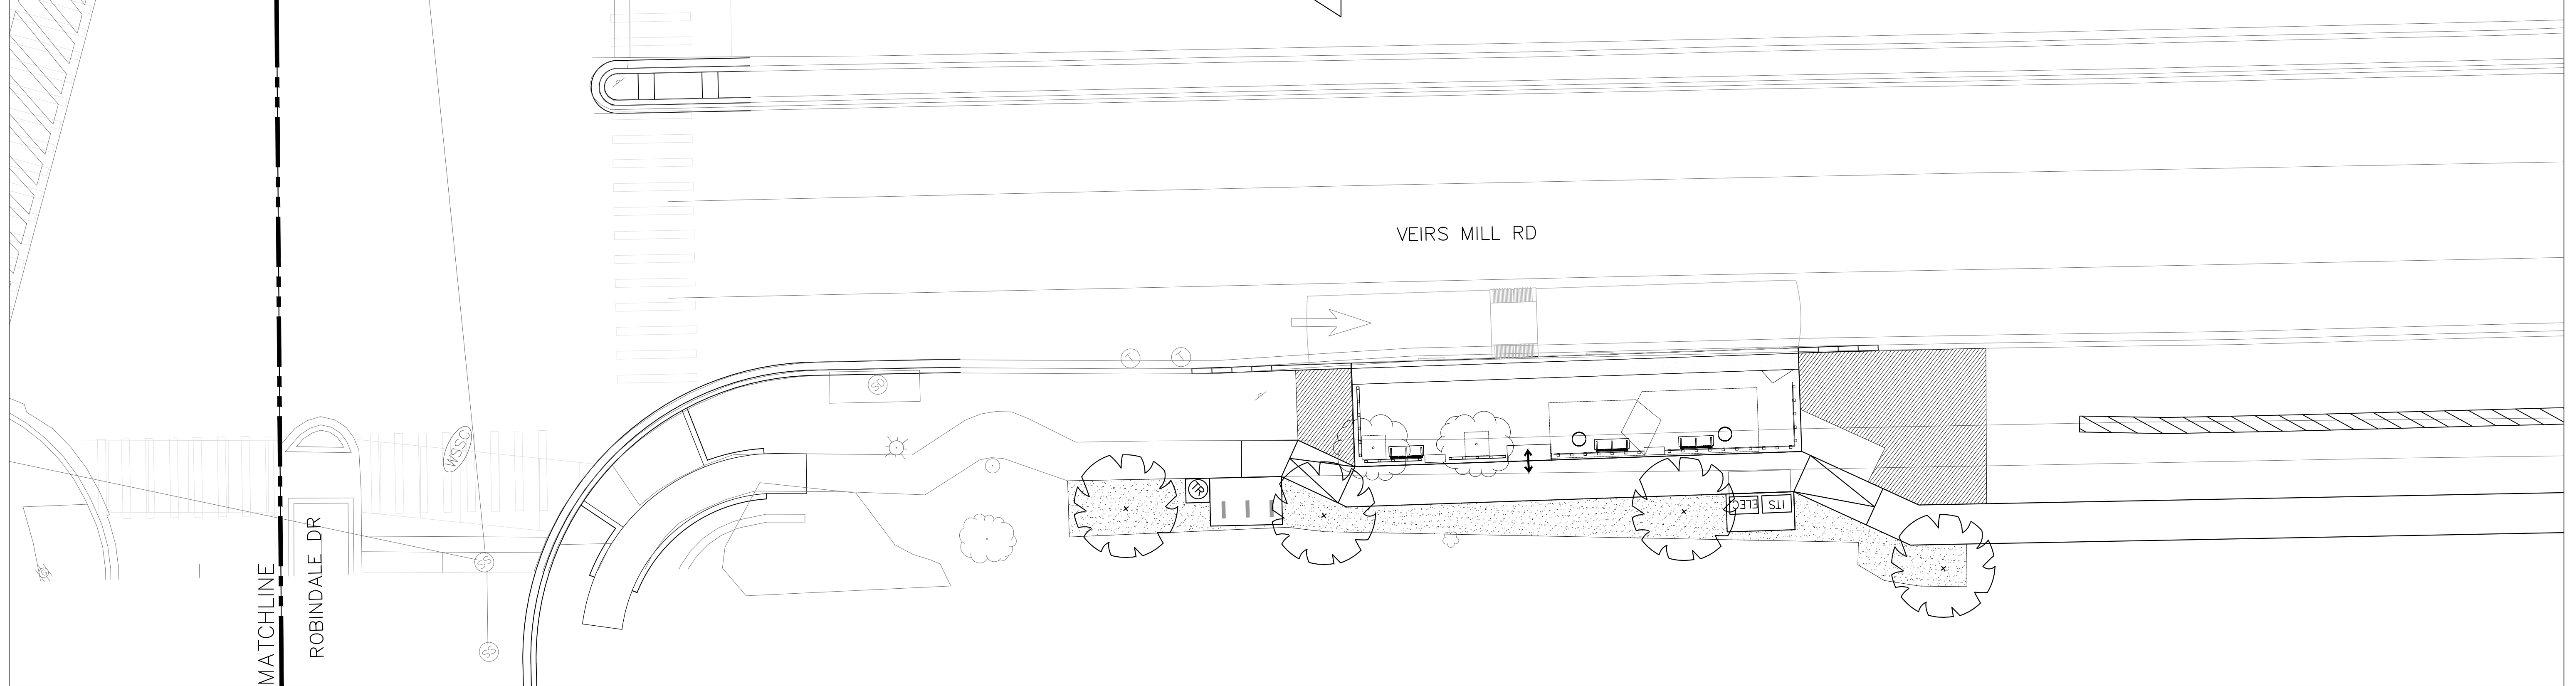 VEIRS MILL RD
T
T
SD
WSSC
TR
ELEC
ITS
SS
SS
MATCHLINE
ROBINDALE DR